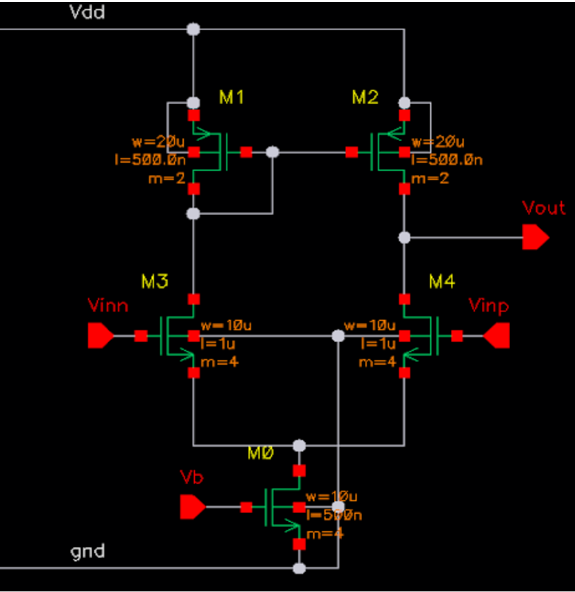 Vdd
M1
M2
w=20u
l=500.0n
m=2
w=20u
l=500.0n
m=2
Vout
M3
M4
Vinn
Vinp
w=10u
l=1u
m=4
w=10u
l=1u
m=4
M0
Vb
w=10u
l=500n
m=4
gnd